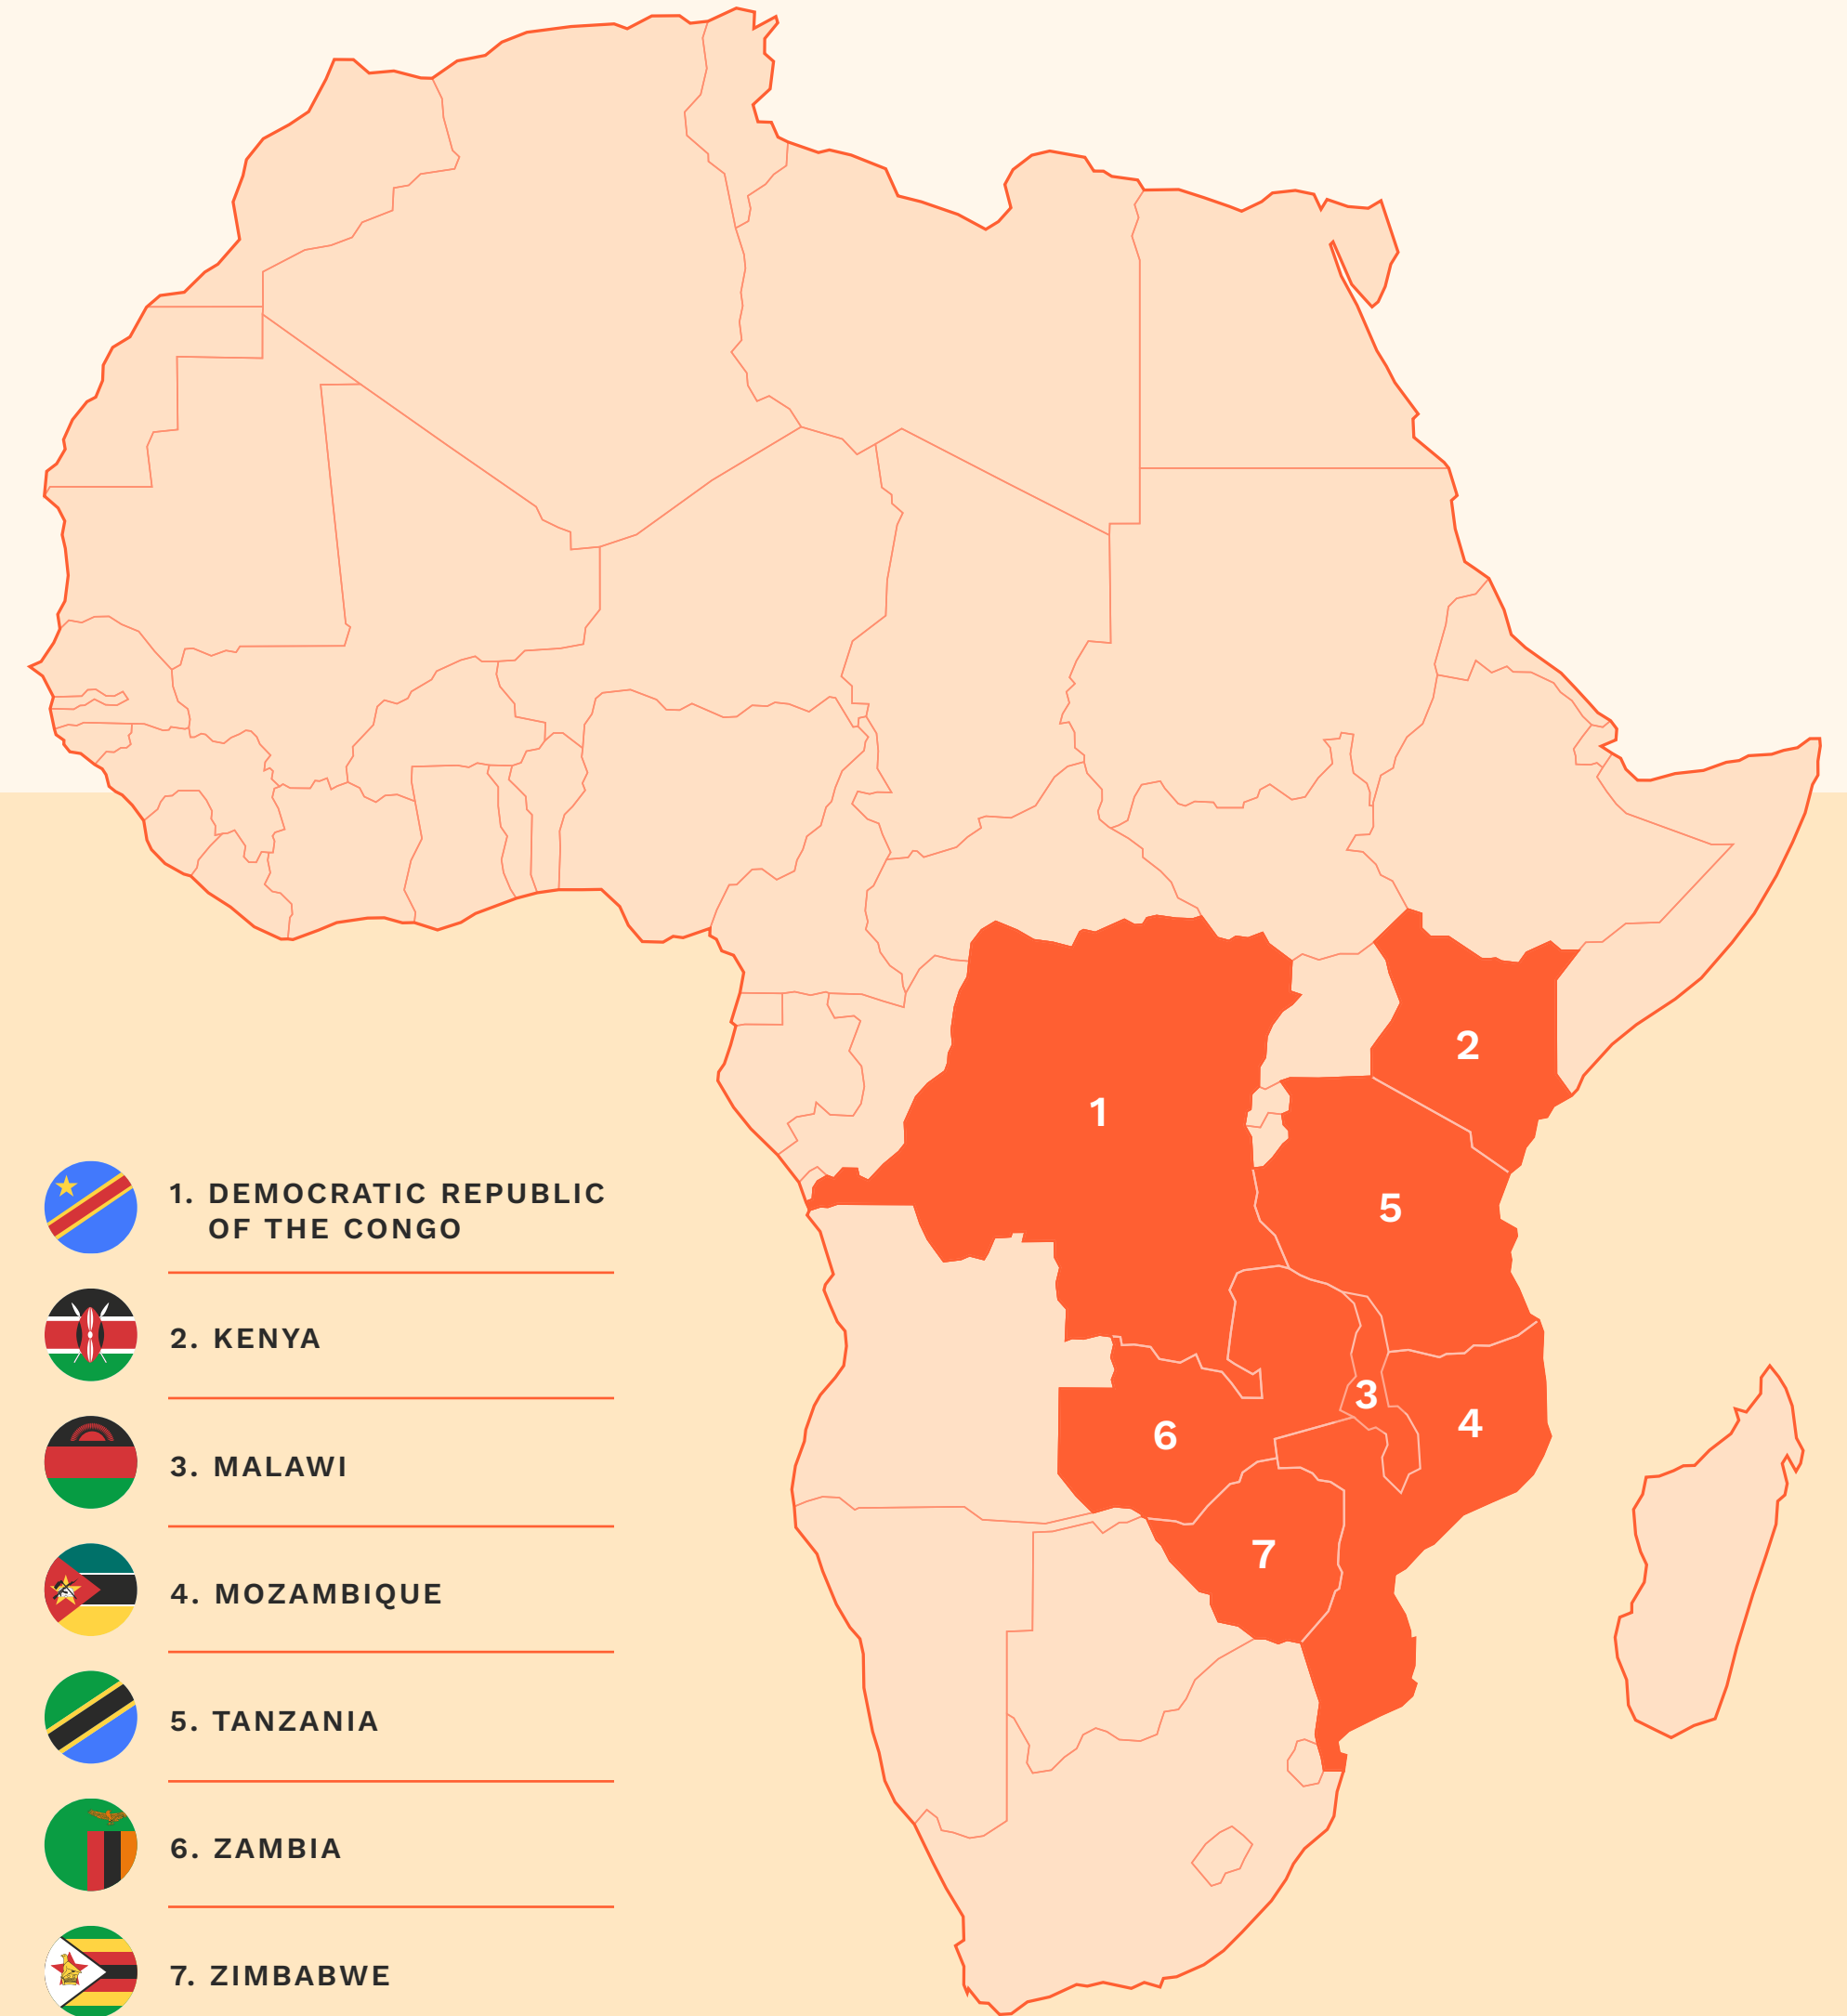 1
2
5
3
4
6
7
1. DEMOCRATIC REPUBLIC
OF THE CONGO
2. KENYA
3. MALAWI
4. MOZAMBIQUE
5. TANZANIA
6. ZAMBIA
7. ZIMBABWE